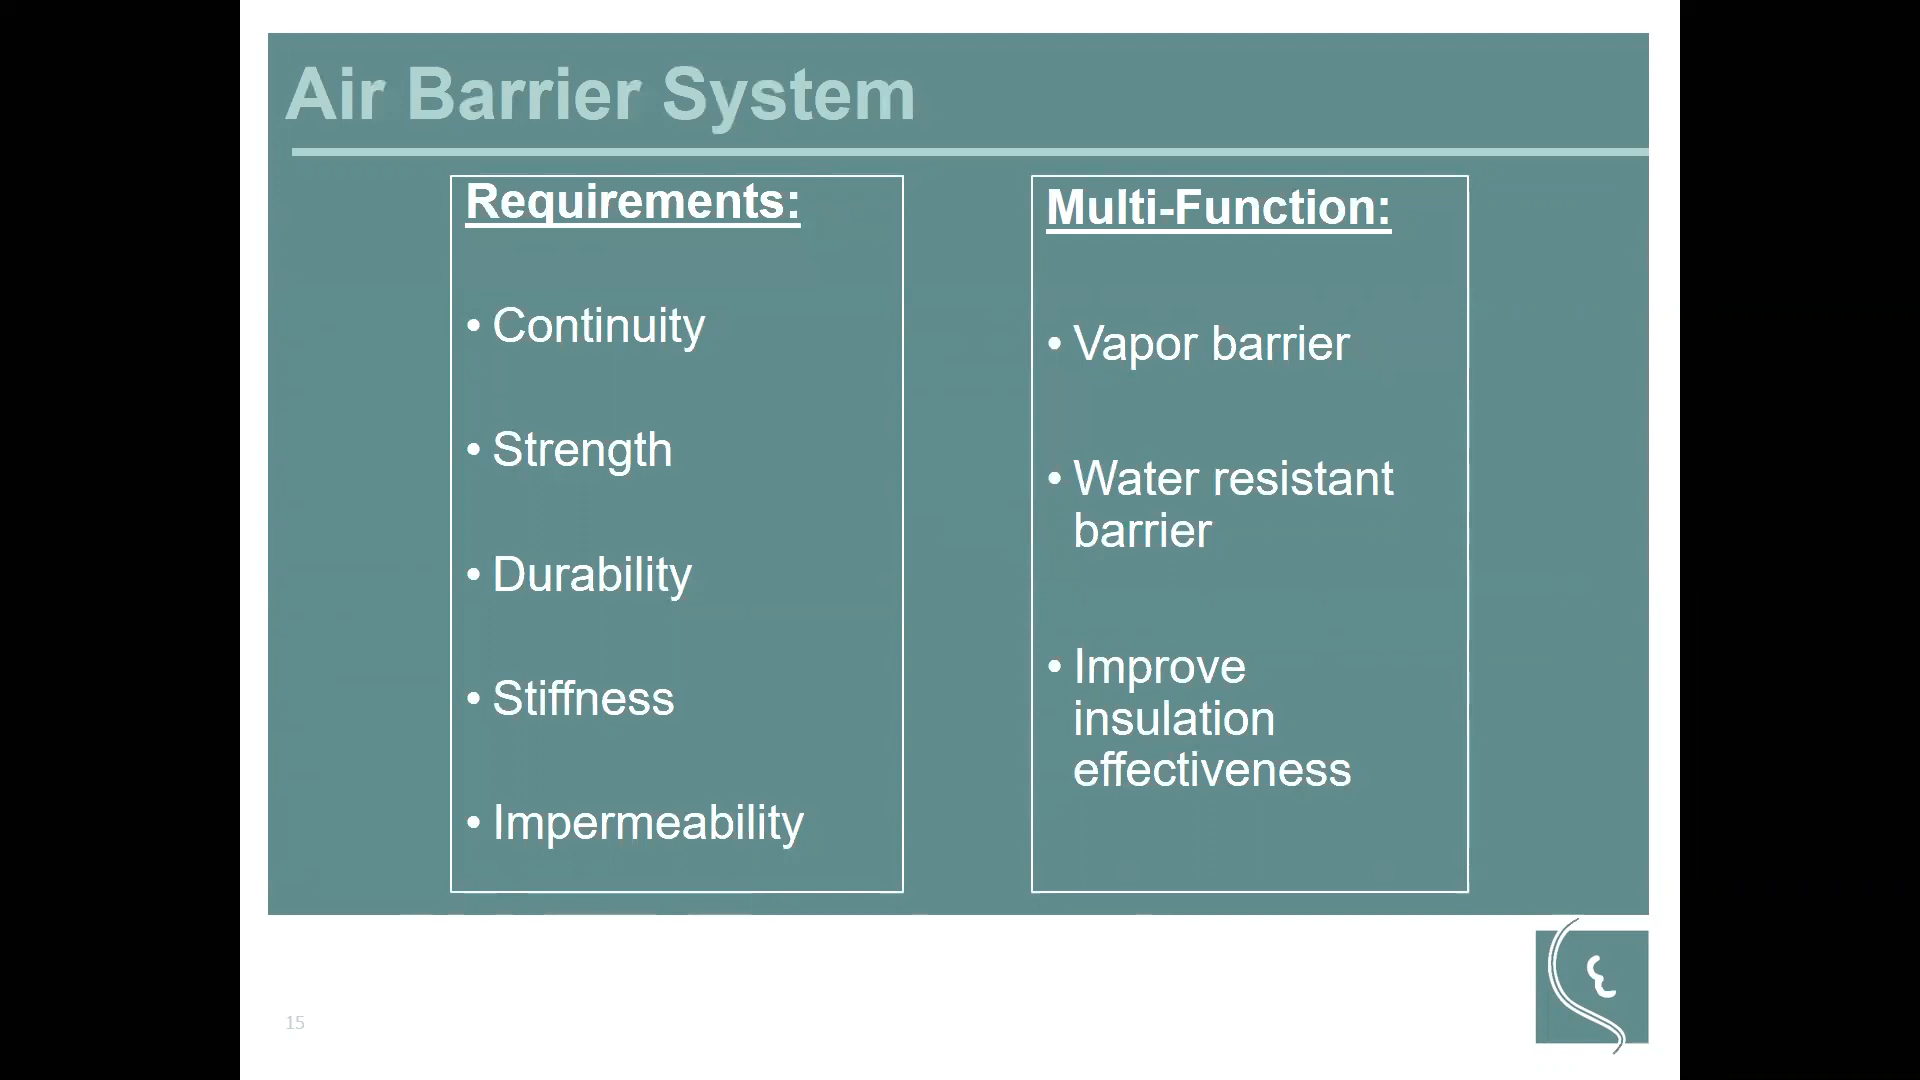 Air Barrier System
Requirements:
• Continuity
• Strength
• Durability
• Stiffness
• Impermeability
Multi-Function:
• Vapor barrier
• Water resistant
barrier
• Improve
insulation
effectiveness
15